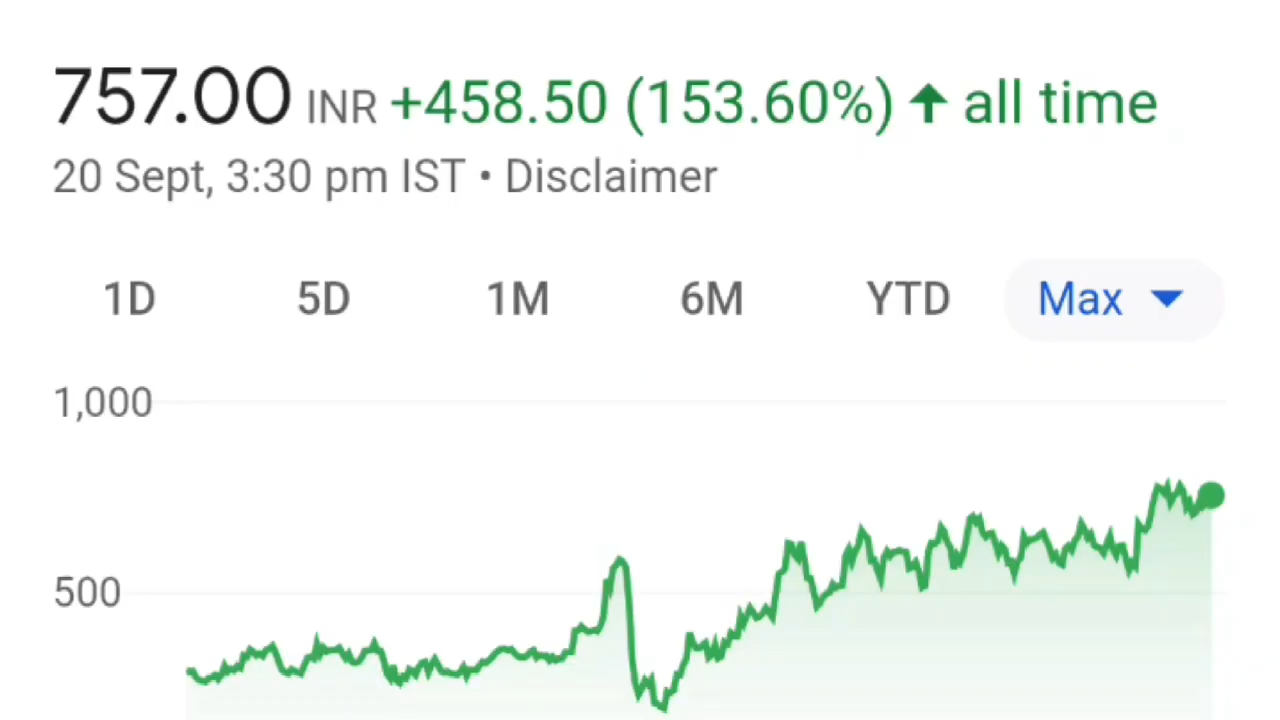 757.00 INR +458.50 (153.60%) ↑ all time
20 Sept, 3:30 pm IST • Disclaimer
1D 5D 1M 6M YTD Max
1,000
500